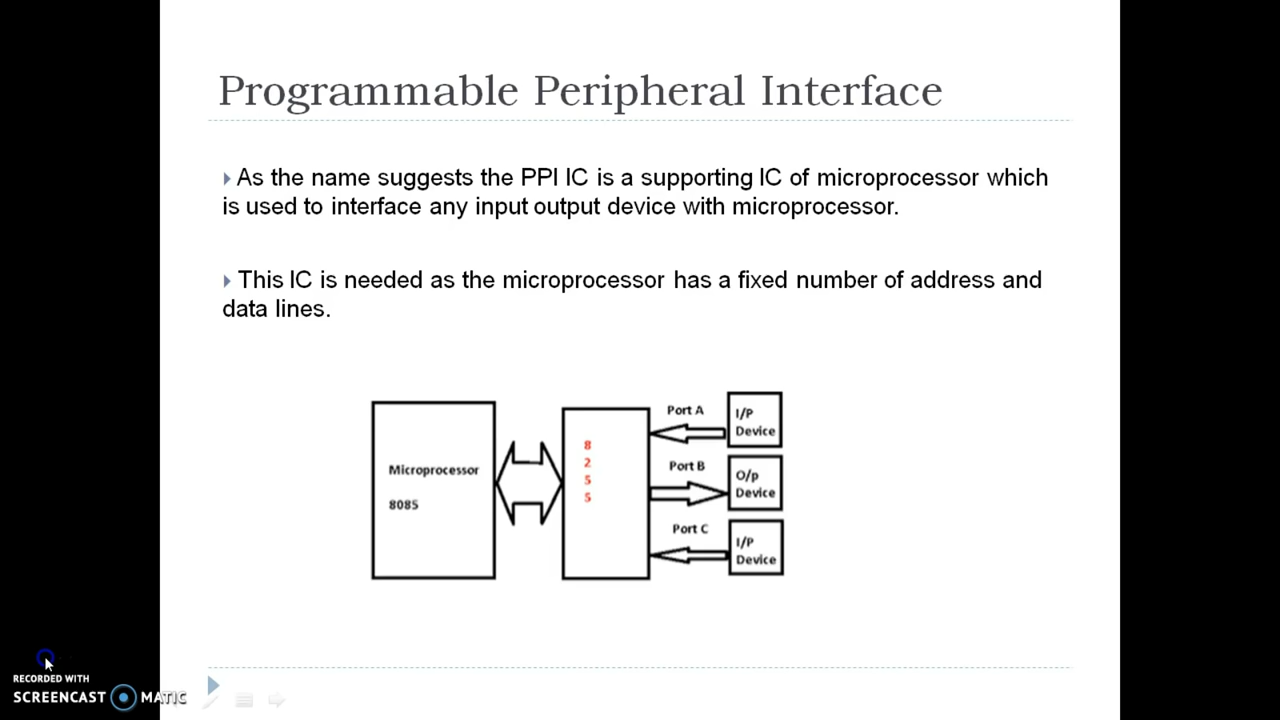 Programmable Peripheral Interface
As the name suggests the PPI IC is a supporting IC of microprocessor which
is used to interface any input output device with microprocessor.
This IC is needed as the microprocessor has a fixed number of address and
data lines.
Microprocessor
8085
8
2
5
5
Port A
I/P
Device
Port B
O/p
Device
Port C
I/P
Device
RECORDED WITH
SCREENCAST MATIC